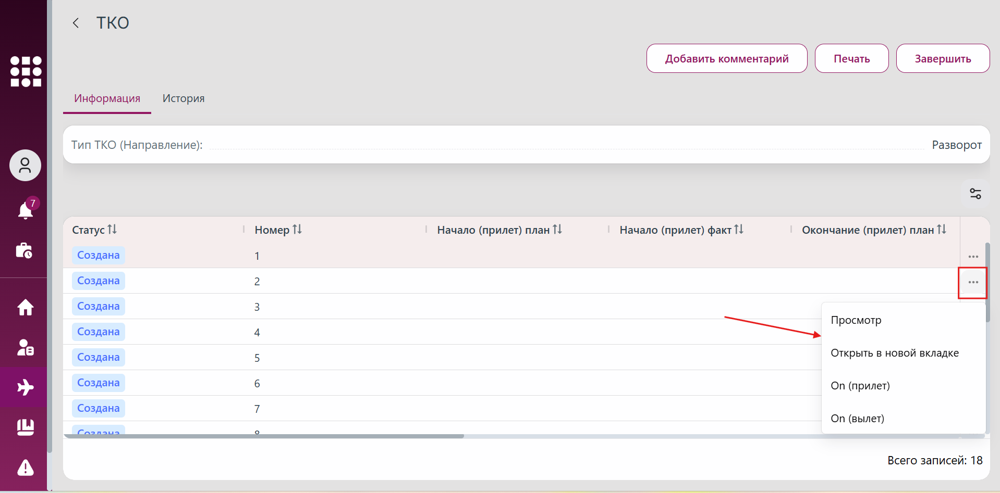 ТКО
Добавить комментарий
Печать
Завершить
Информация
История
Тип ТКО (Направление):
Разворот
7
Статус
Номер
Начало (прилет) план
Начало (прилет) факт
Окончание (прилет) план
Создана 1
Создана 2
Создана 3
Создана 4
Создана 5
Создана 6
Создана 7
Создана 8
Просмотр
Открыть в новой вкладке
On (прилет)
On (вылет)
Всего записей: 18